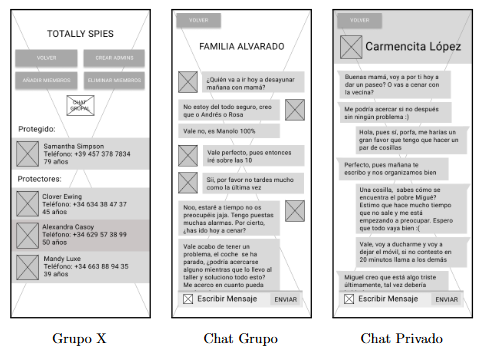 TOTALLY SPIES
VOLVER
CREAR ADMINS
AÑADIR MIEMBROS
ELIMINAR MIEMBROS
CHAT
GRUPAL
Protegido:
Samantha Simpson
Teléfono: +39 457 378 7834
79 años
Protectores:
Clover Ewing
Teléfono: +34 634 38 47 37
45 años
Alexandra Casoy
Teléfono: +34 629 57 38 99
50 años
Mandy Luxe
Teléfono: +34 663 88 94 35
39 años
Grupo X
VOLVER
FAMILIA ALVARADO
¿Quién va a ir hoy a desayunar
mañana con mamá?
No estoy del todo seguro, creo
que o Andrés o Rosa
Vale no, es Manolo 100%
Vale perfecto, pues entonces
iré sobre las 10
Sii, por favor no tardes mucho
como la última vez
Noo, estaré a tiempo no os
preocupéis jaja. Tengo puestas
muchas alarmas. Por cierto,
¿has ido hoy a cenar?
Vale acabo de tener un
problema, el coche se ha
parado, ¿podría acercarse
alguno mientras que lo llevo al
taller y soluciono todo esto?
Me acerco en cuanto pueda
Escribir Mensaje
ENVIAR
Chat Grupo
VOLVER
Carmencita López
Buenas mamá, voy a por ti hoy a
dar un paseo? O vas a cenar con
la vecina?
Me podría acercar si no después
sin ningún problema :)
Hola, pues sí, porfa, me harías un
gran favor que tengo que hacer un
par de cosillas
Perfecto, pues mañana te
escribo y nos organizamos bien
Una cosilla, sabes cómo se
encuentra el pobre Migué?
Estimo que hace mucho tiempo
que no sale y me está
empezando a preocupar. Espero
que todo vaya bien :(
Vale, voy a ducharme y voy a
dejar el móvil, si no contesto en
20 minutos llama a los demás
Miguel creo que está algo triste
últimamente, tal vez debería
Escribir Mensaje
ENVIAR
Chat Privado